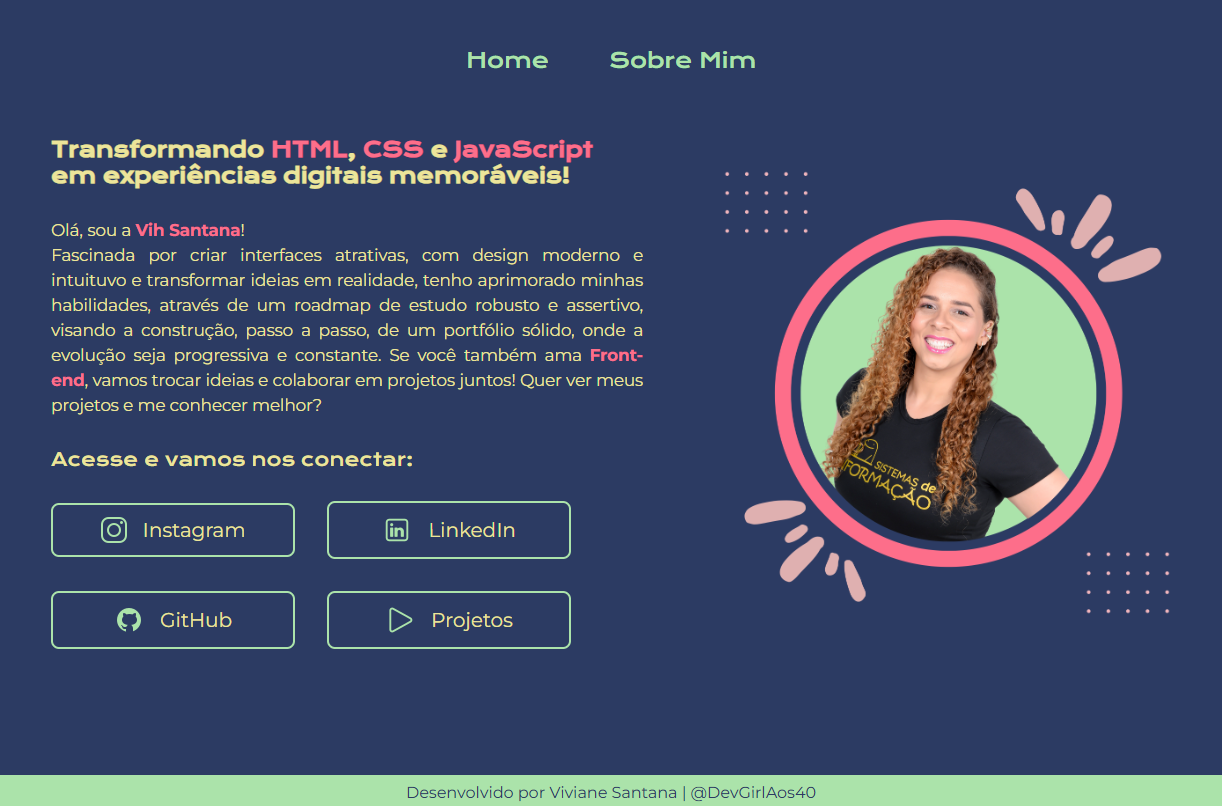 Home
Sobre Mim
Transformando HTML, CSS e JavaScript
em experiências digitais memoráveis!
Olá, sou a Vih Santana!
Fascinada por criar interfaces atrativas, com design moderno e
intuituvo e transformar ideias em realidade, tenho aprimorado minhas
habilidades, através de um roadmap de estudo robusto e assertivo,
visando a construção, passo a passo, de um portfólio sólido, onde a
evolução seja progressiva e constante. Se você também ama Front-
end, vamos trocar ideias e colaborar em projetos juntos! Quer ver meus
projetos e me conhecer melhor?
Acesse e vamos nos conectar:
Instagram
LinkedIn
GitHub
Projetos
SISTEMAS de
FORMAÇÃO
Desenvolvido por Viviane Santana | @DevGirlAos40